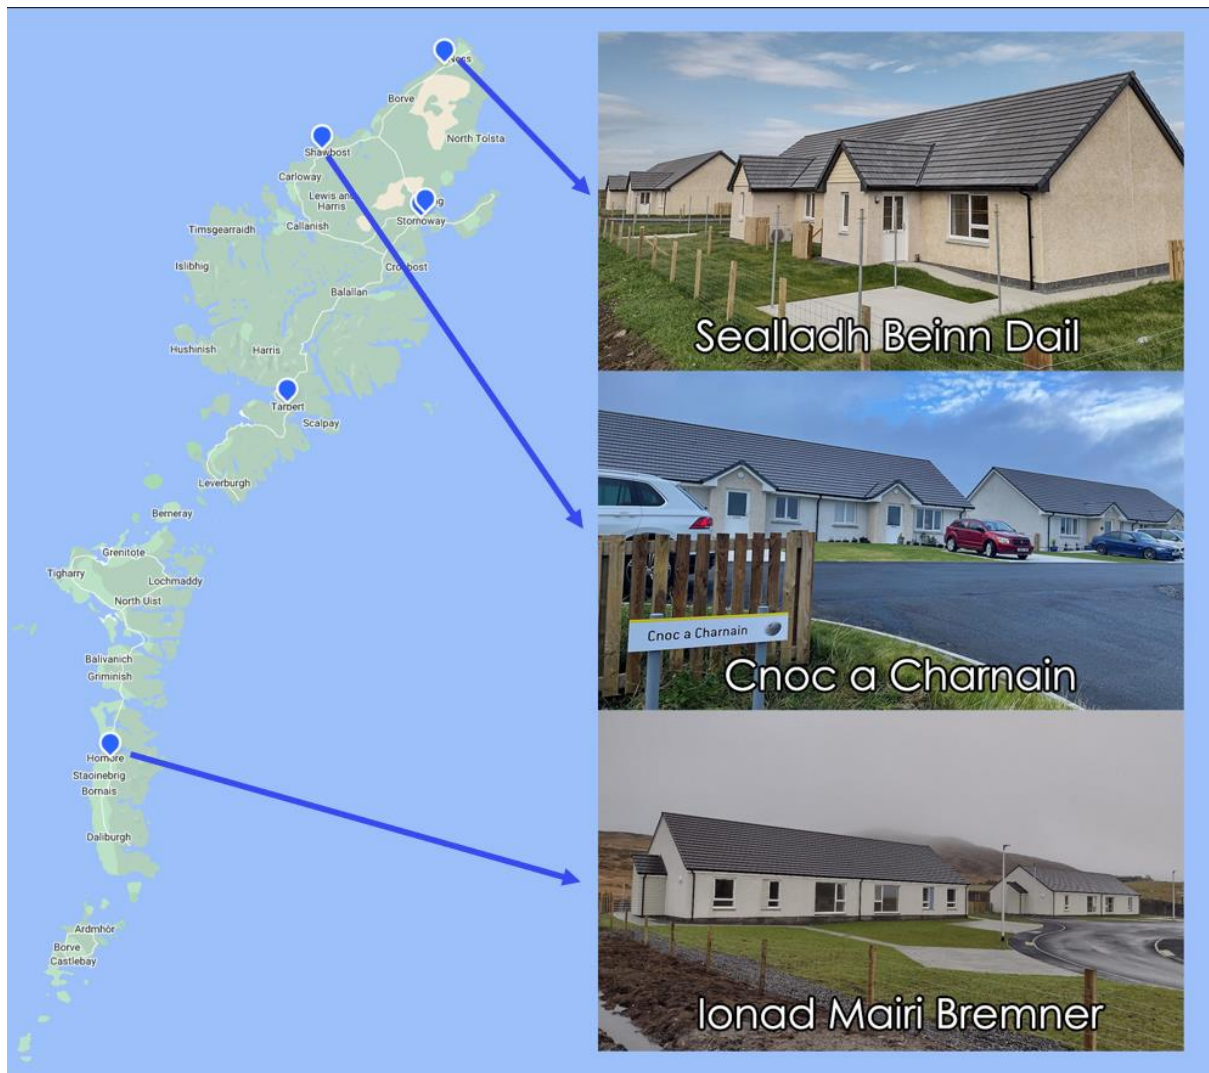 Ness
Borve
North Tolsta
Shawbost
Carloway
Lewis and
Harris
Stornoway
Callanish
Timsgearraidh
Islibhig
Crossbost
Balallan
Hushinish
Harris
Tarbert
Scalpay
Leverburgh
Berneray
Grenitote
Tigharry
Lochmaddy
North Uist
Balivanich
Griminish
Howmore
Staoinebrig
Bornais
Daliburgh
Ardmhòr
Borve
Castlebay
Sealladh Beinn Dail
Cnoc a Charnain
Cnoc a Charnain
Ionad Mairi Bremner